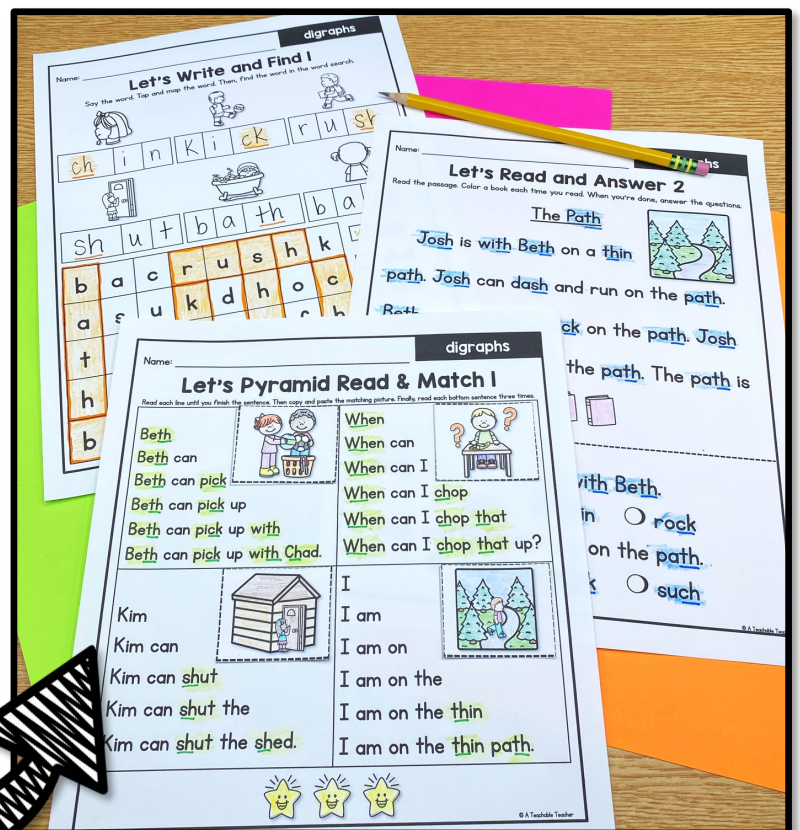 digraphs
Name:
Let's Write and Find 1
Say the word. Tap and map the word. Then, find the word in the word search.
ch i n k i ck r u sh
sh u t b a th b a
b a c r u s h k
a s u k d h o c
t
h
b
digraphs
Name:
Let's Read and Answer 2
Read the passage. Color a book each time you read. When you're done, answer the questions.
The Path
Josh is with Beth on a thin
path. Josh can dash and run on the path.
Beth
ck on the path. Josh
the path. The path is
with Beth.
in rock
on the path.
k such
© A Teachable Teacher
digraphs
Name:
Let's Pyramid Read & Match 1
Read each line until you finish the sentence. Then copy and paste the matching picture. Finally, read each bottom sentence three times.
Beth
Beth can
Beth can pick
Beth can pick up
Beth can pick up with
Beth can pick up with Chad.
When
When can
When can I
When can I chop
When can I chop that
When can I chop that up?
Kim
Kim can
Kim can shut
Kim can shut the
Kim can shut the shed.
I
I am
I am on
I am on the
I am on the thin
I am on the thin path.
© A Teachable Teacher